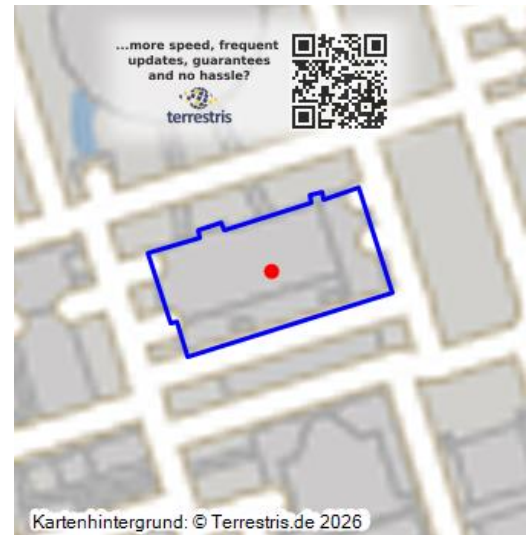 ...more speed, frequent
updates, guarantees
and no hassle?
terrestris
Kartenhintergrund: © Terrestris.de 2026